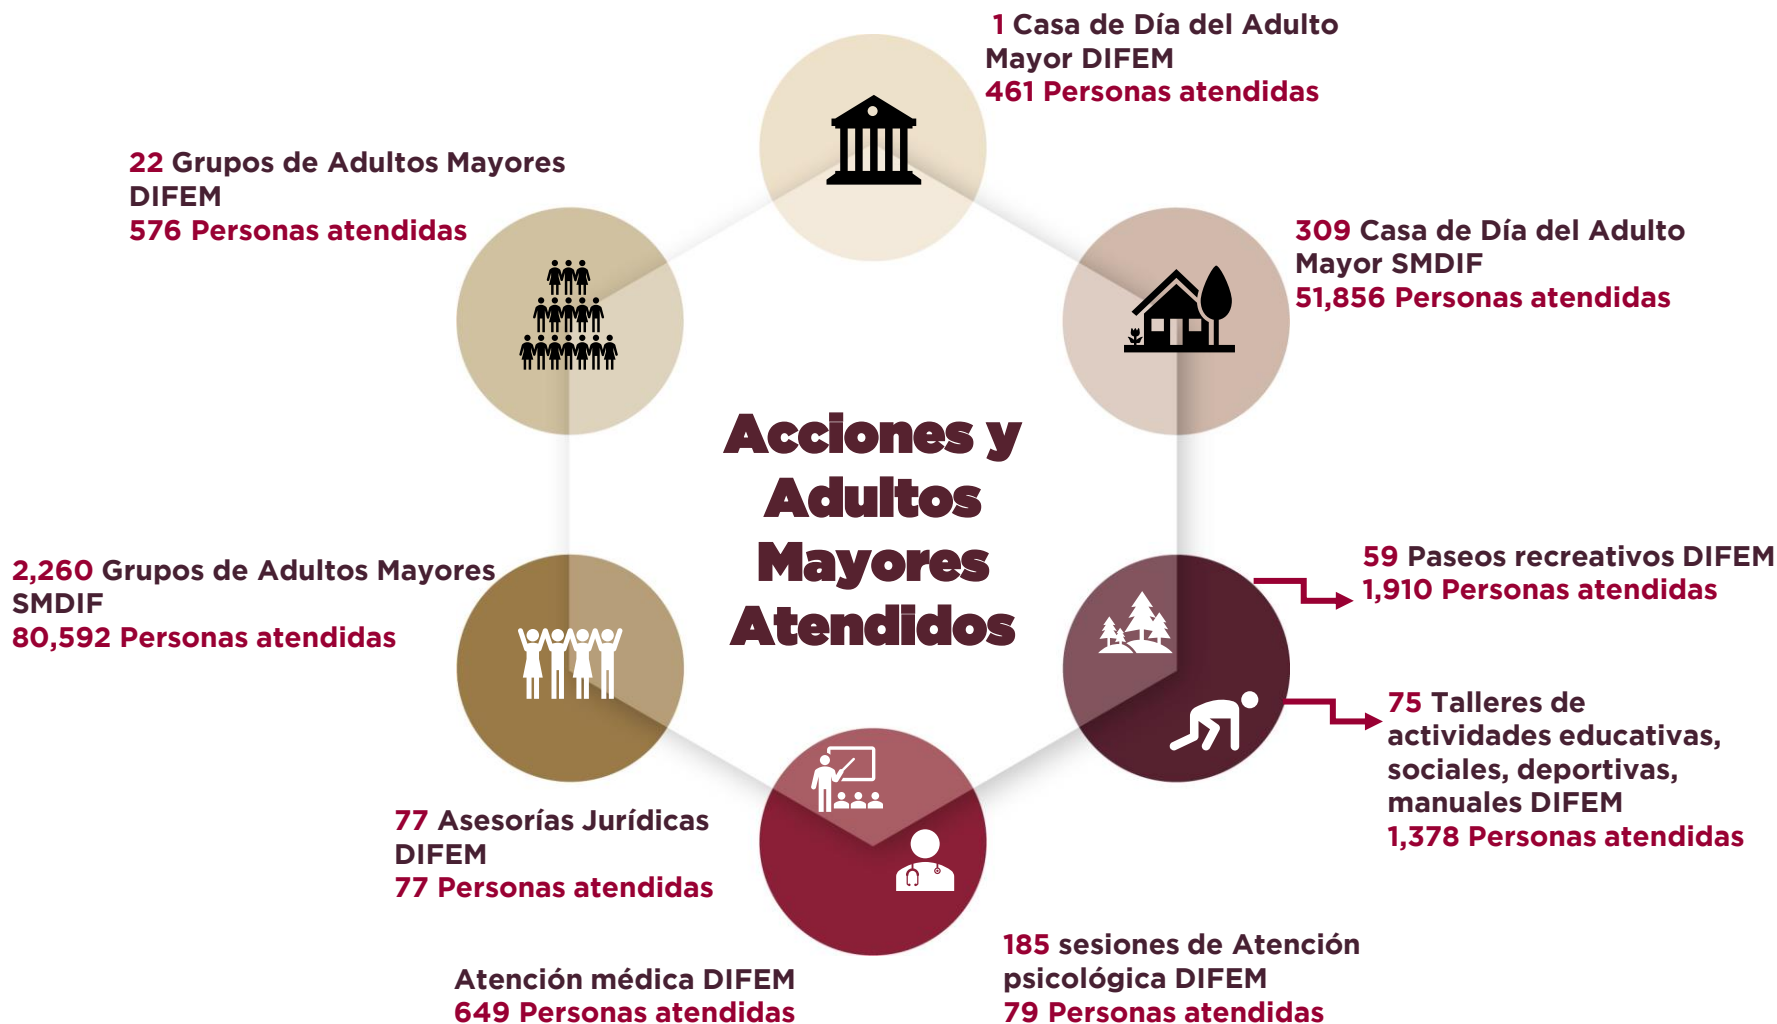 1 Casa de Día del Adulto
Mayor DIFEM
461 Personas atendidas
22 Grupos de Adultos Mayores
DIFEM
576 Personas atendidas
309 Casa de Día del Adulto
Mayor SMDIF
51,856 Personas atendidas
Acciones y
Adultos
Mayores
Atendidos
2,260 Grupos de Adultos Mayores
SMDIF
80,592 Personas atendidas
59 Paseos recreativos DIFEM
1,910 Personas atendidas
75 Talleres de
actividades educativas,
sociales, deportivas,
manuales DIFEM
1,378 Personas atendidas
77 Asesorías Jurídicas
DIFEM
77 Personas atendidas
Atención médica DIFEM
649 Personas atendidas
185 sesiones de Atención
psicológica DIFEM
79 Personas atendidas